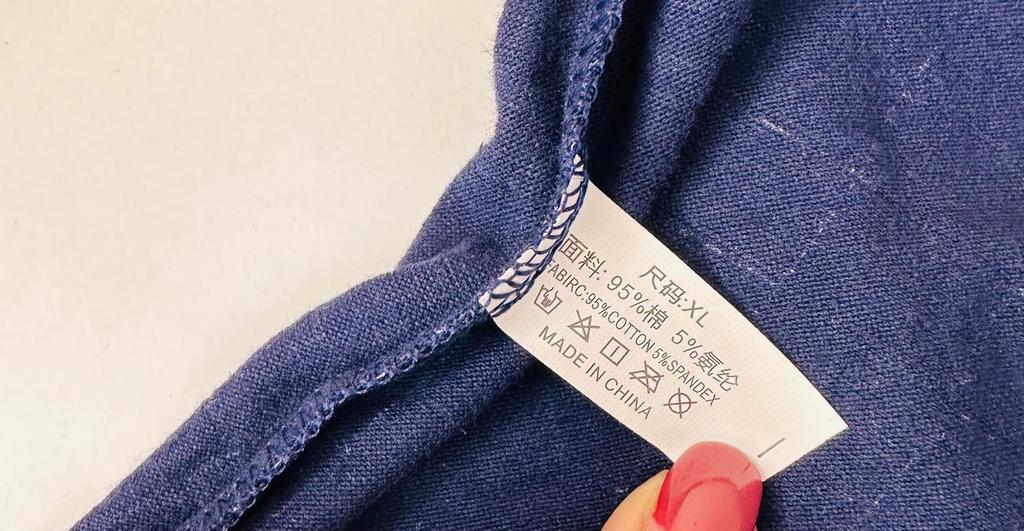 尺码:XL
面料: 95%棉 5%氨纶
FABIRC:95%COTTON 5%SPANDEX
MADE IN CHINA